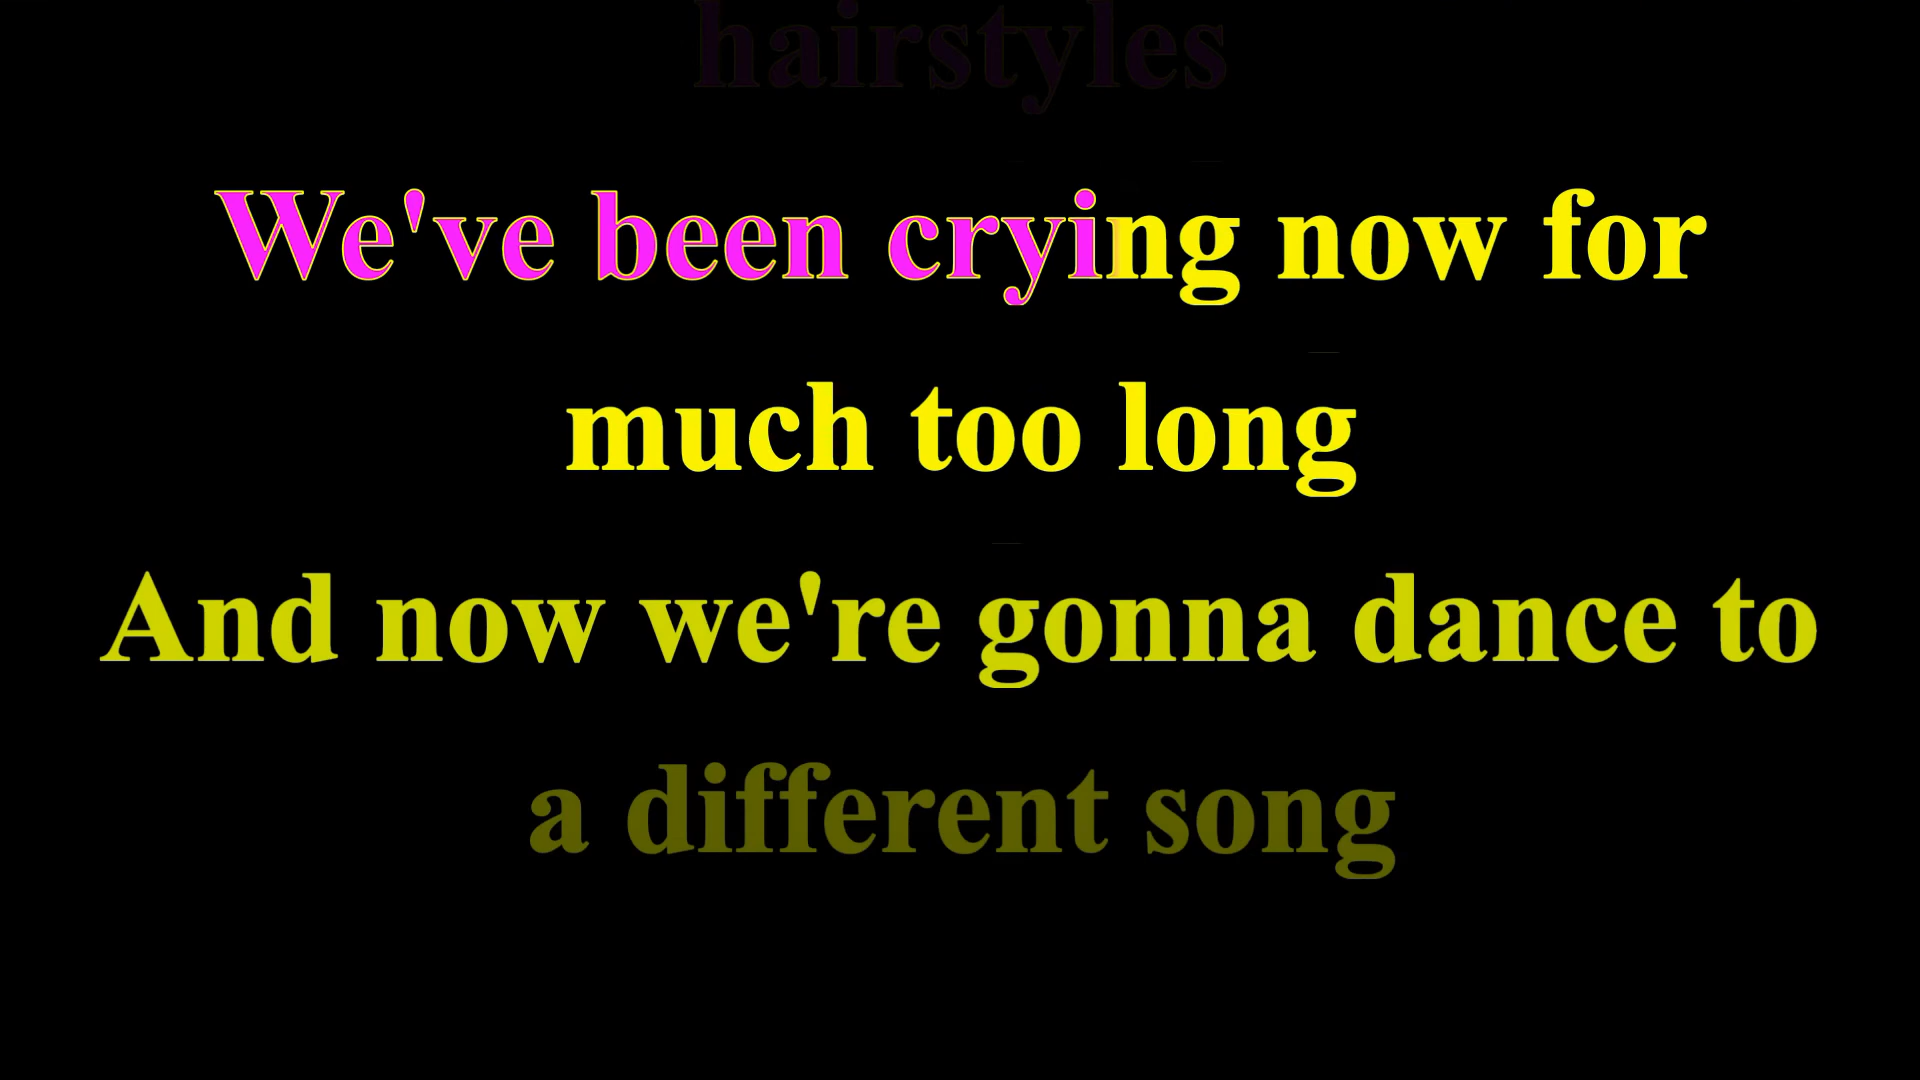 hairstyles
We've been crying now for
much too long
And now we're gonna dance to
a different song